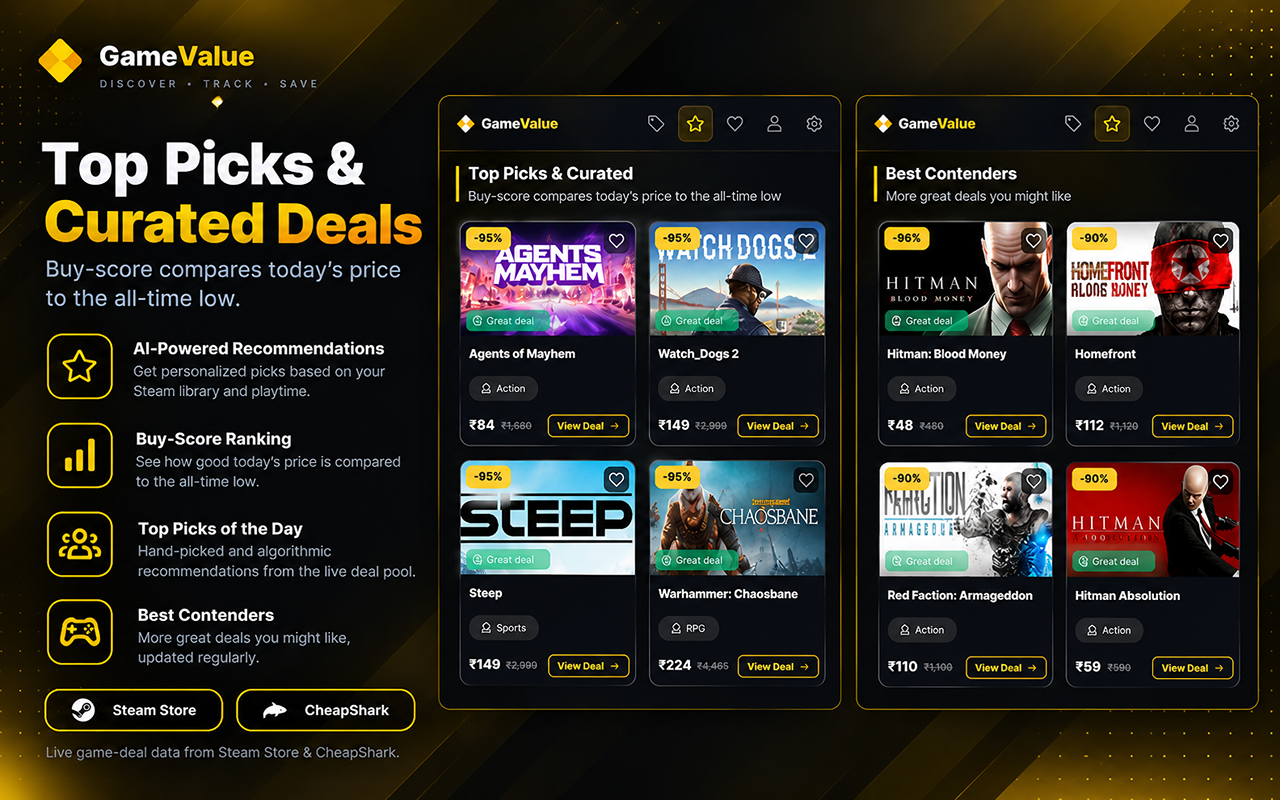 GameValue
DISCOVER • TRACK • SAVE
Top Picks &
Curated Deals
Buy-score compares today's price
to the all-time low.
AI-Powered Recommendations
Get personalized picks based on your
Steam library and playtime.
Buy-Score Ranking
See how good today's price is compared
to the all-time low.
Top Picks of the Day
Hand-picked and algorithmic
recommendations from the live deal pool.
Best Contenders
More great deals you might like,
updated regularly.
Steam Store
CheapShark
Live game-deal data from Steam Store & CheapShark.
GameValue
Top Picks & Curated
Buy-score compares today's price to the all-time low
-95%
AGENTS
MAYHEM
Great deal
Agents of Mayhem
Action
₹84 ₹1,660 View Deal →
-95%
WATCH DOGS 2
Great deal
Watch_Dogs 2
Action
₹149 ₹2,999 View Deal →
-95%
STEEP
Great deal
Steep
Sports
₹149 ₹2,999 View Deal →
-95%
CHAOSBANE
Great deal
Warhammer: Chaosbane
RPG
₹224 ₹4,465 View Deal →
GameValue
Best Contenders
More great deals you might like
-96%
HITMAN
BLOOD MONEY
Great deal
Hitman: Blood Money
Action
₹48 ₹480 View Deal →
-90%
HOMEFRONT
Great deal
Homefront
Action
₹112 ₹1,120 View Deal →
-90%
Great deal
Red Faction: Armageddon
Action
₹110 ₹1,100 View Deal →
-90%
HITMAN
Great deal
Hitman Absolution
Action
₹59 ₹590 View Deal →